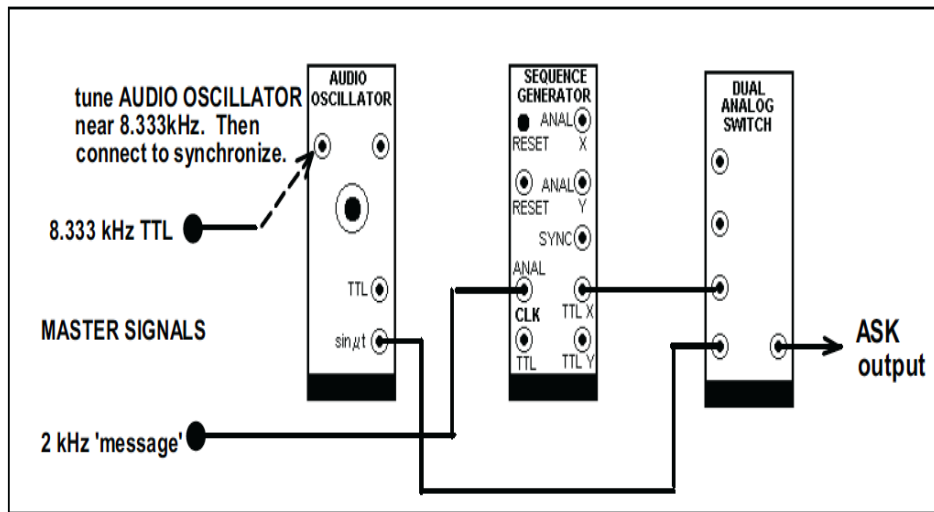 tune AUDIO OSCILLATOR
near 8.333kHz. Then
connect to synchronize.
8.333 kHz TTL
MASTER SIGNALS
2 kHz 'message'
AUDIO
OSCILLATOR
TTL
sinμt
SEQUENCE
GENERATOR
ANAL
RESET X
ANAL
RESET Y
SYNC
ANAL
CLK TTL X
TTL TTL Y
DUAL
ANALOG
SWITCH
ASK
output